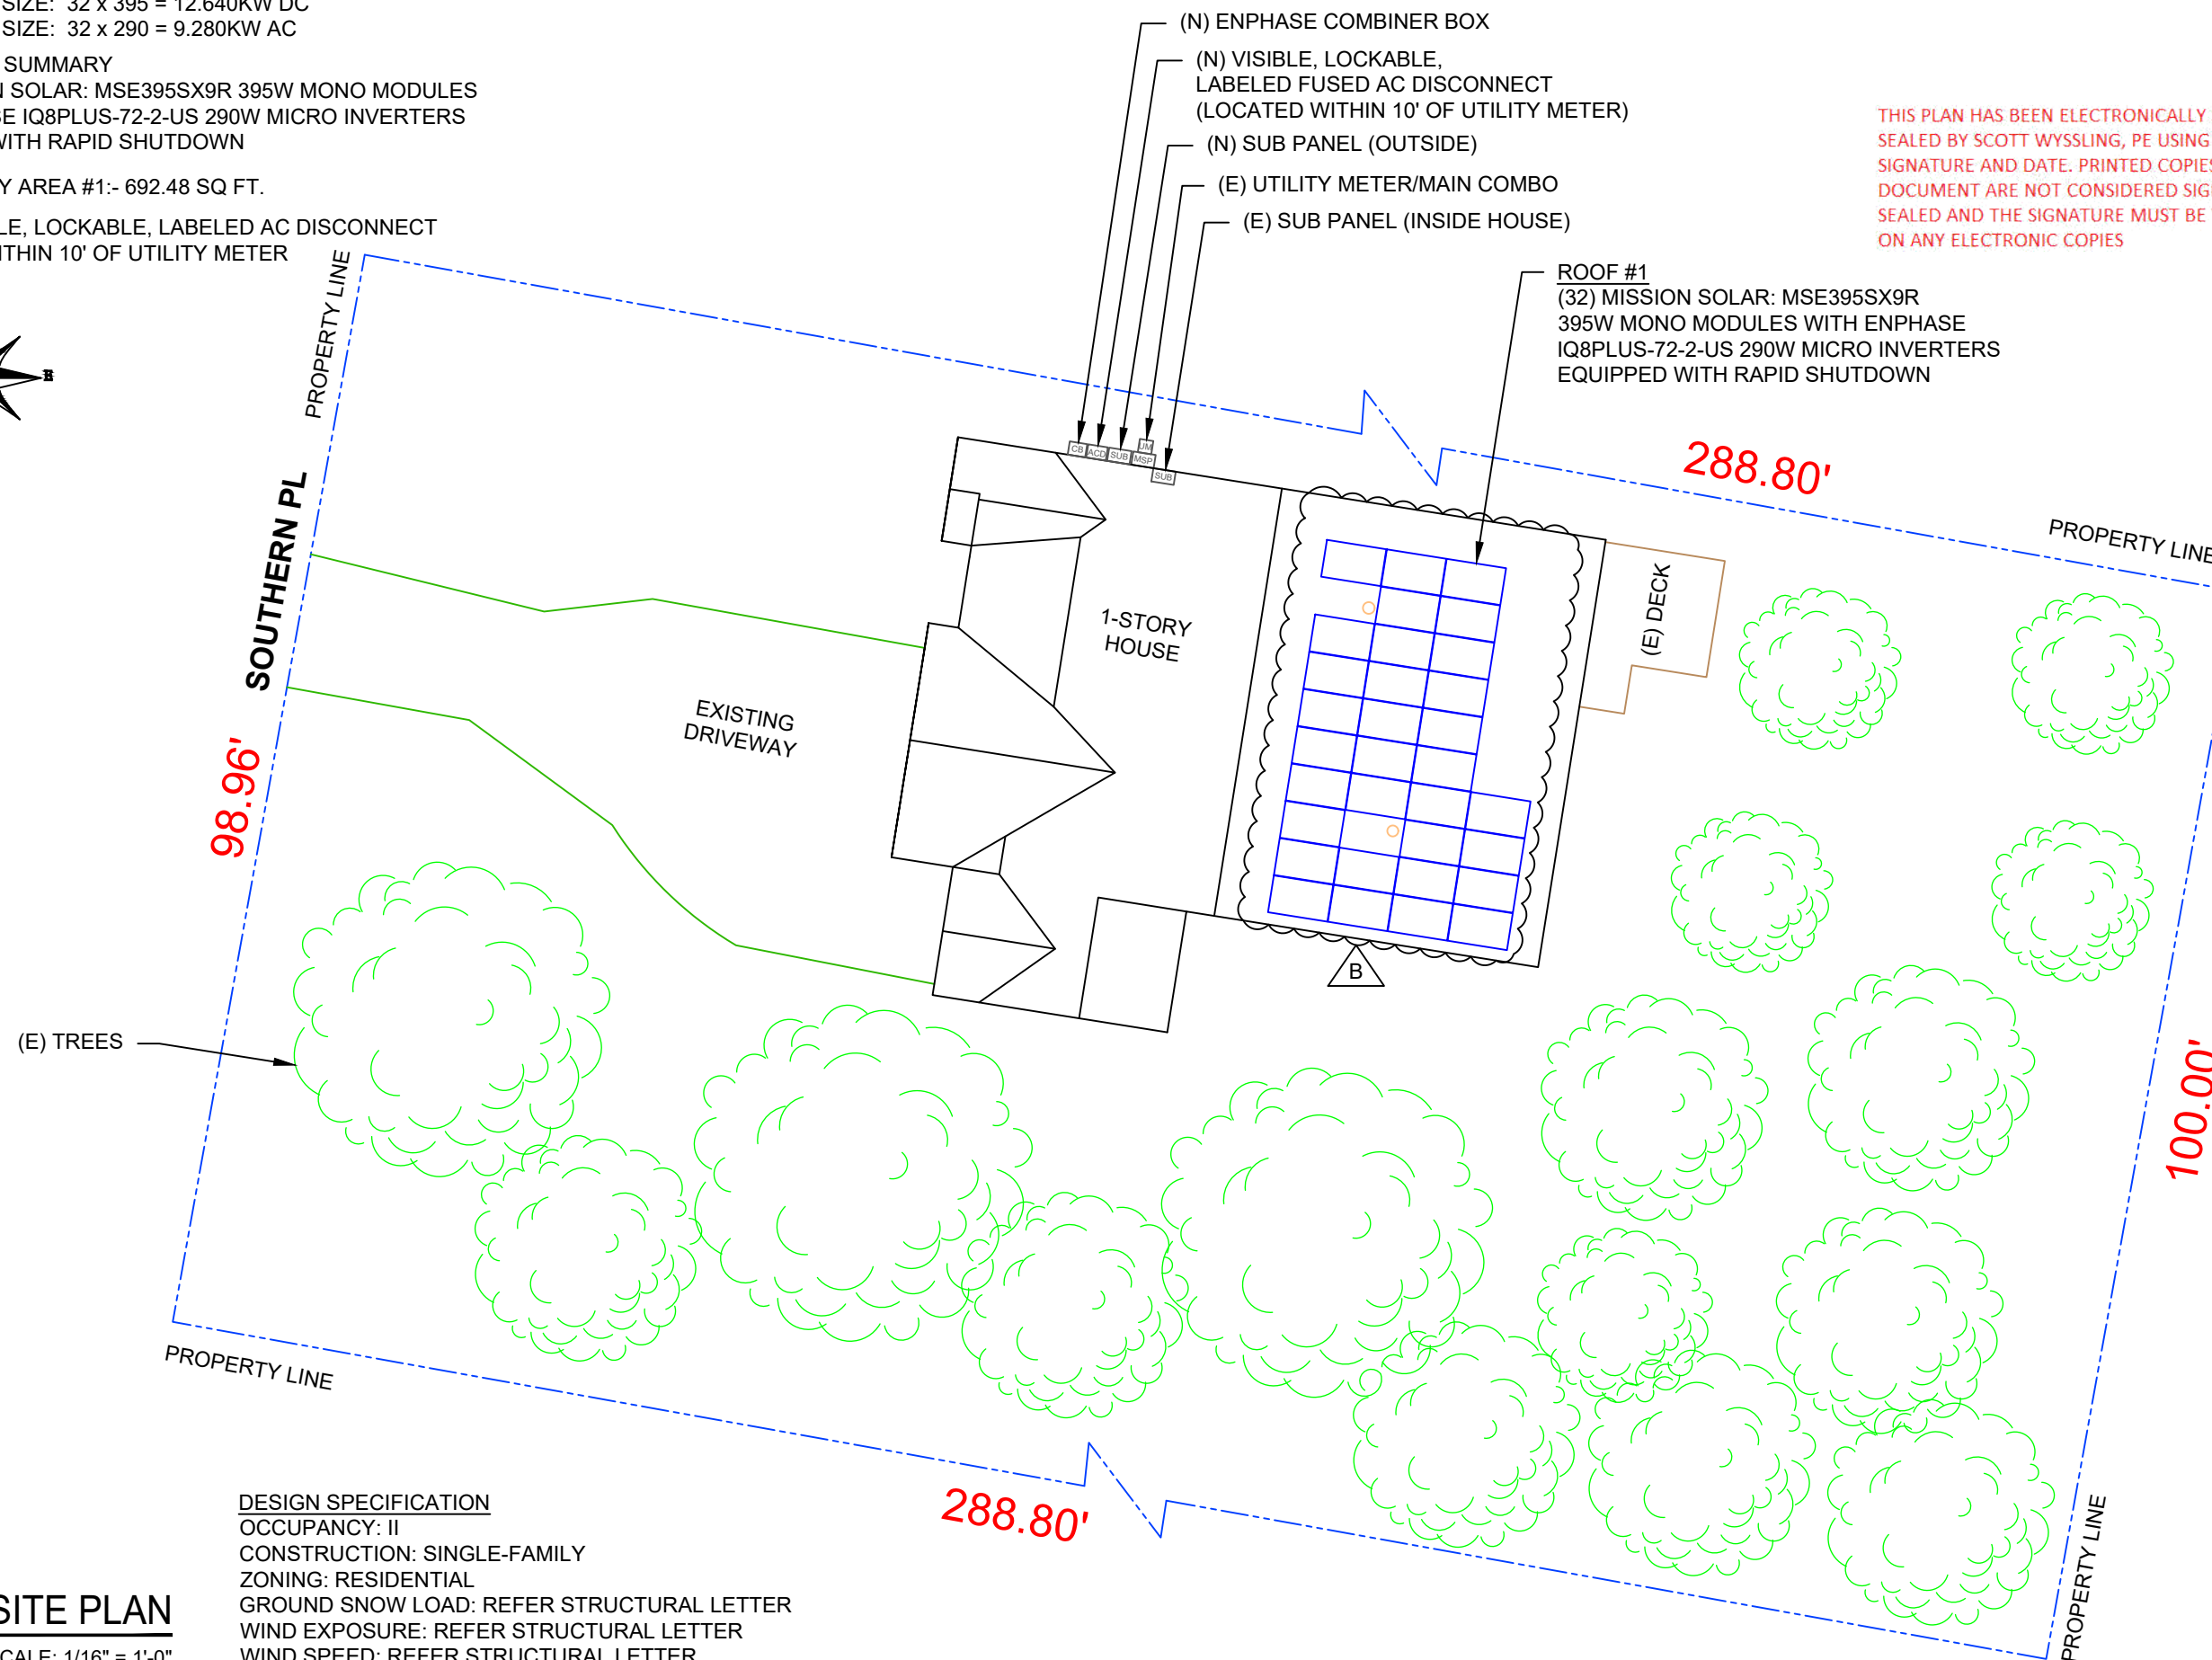 SIZE: 32 x 395 = 12.640KW DC
SIZE: 32 x 290 = 9.280KW AC
SUMMARY
SOLAR: MSE395SX9R 395W MONO MODULES
IQ8PLUS-72-2-US 290W MICRO INVERTERS
WITH RAPID SHUTDOWN
AREA #1:- 692.48 SQ FT.
LOCKABLE, LABELED AC DISCONNECT
WITHIN 10' OF UTILITY METER
(N) ENPHASE COMBINER BOX
(N) VISIBLE, LOCKABLE,
LABELED FUSED AC DISCONNECT
(LOCATED WITHIN 10' OF UTILITY METER)
(N) SUB PANEL (OUTSIDE)
(E) UTILITY METER/MAIN COMBO
(E) SUB PANEL (INSIDE HOUSE)
THIS PLAN HAS BEEN ELECTRONICALLY
SEALED BY SCOTT WYSSLING, PE USING
SIGNATURE AND DATE. PRINTED COPIES
DOCUMENT ARE NOT CONSIDERED
SEALED AND THE SIGNATURE MUST BE
ON ANY ELECTRONIC COPIES
ROOF #1
(32) MISSION SOLAR: MSE395SX9R
395W MONO MODULES WITH ENPHASE
IQ8PLUS-72-2-US 290W MICRO INVERTERS
EQUIPPED WITH RAPID SHUTDOWN
PROPERTY LINE
288.80'
PROPERTY LINE
CB
ACD
SUB
UM
MSP
SUB
SOUTHERN PL
98.96'
1-STORY
HOUSE
(E) DECK
EXISTING
DRIVEWAY
B
(E) TREES
100.00'
PROPERTY LINE
288.80'
PROPERTY LINE
DESIGN SPECIFICATION
OCCUPANCY: II
CONSTRUCTION: SINGLE-FAMILY
ZONING: RESIDENTIAL
GROUND SNOW LOAD: REFER STRUCTURAL LETTER
WIND EXPOSURE: REFER STRUCTURAL LETTER
WIND SPEED: REFER STRUCTURAL LETTER
SITE PLAN
SCALE: 1/16" = 1'-0"